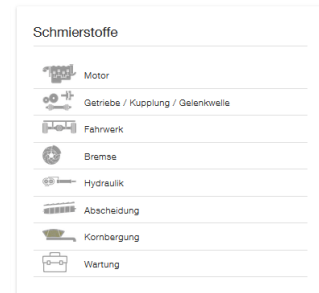 Schmierstoffe
Motor
Getriebe / Kupplung / Gelenkwelle
Fahrwerk
Bremse
Hydraulik
Abscheidung
Kornbergung
Wartung